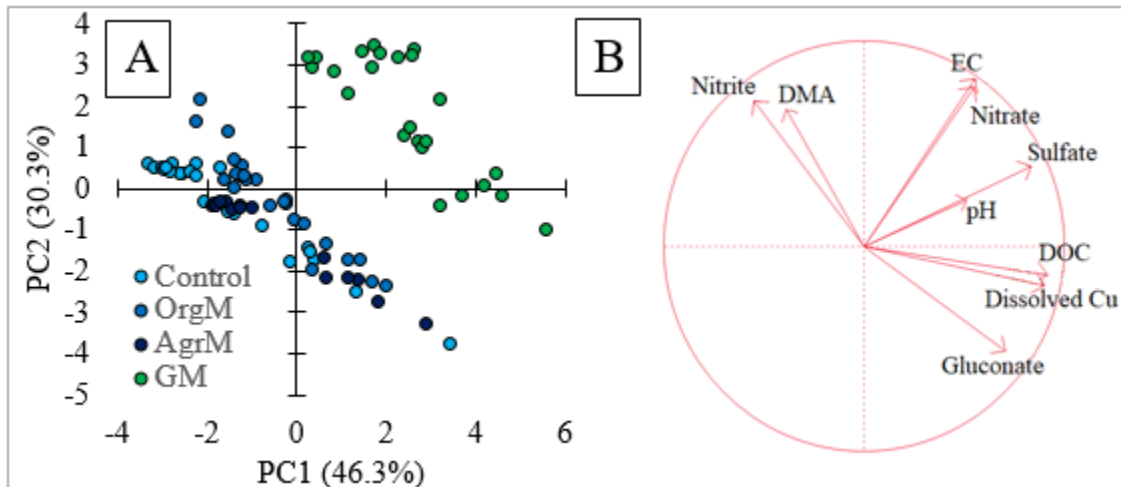 A
4
3
2
1
0
-1
-2
-3
-4
-5
PC2 (30.3%)
Control
OrgM
AgrM
GM
-4
-2
0
2
4
6
PC1 (46.3%)
B
Nitrite
DMA
EC
Nitrate
Sulfate
pH
DOC
Dissolved Cu
Gluconate